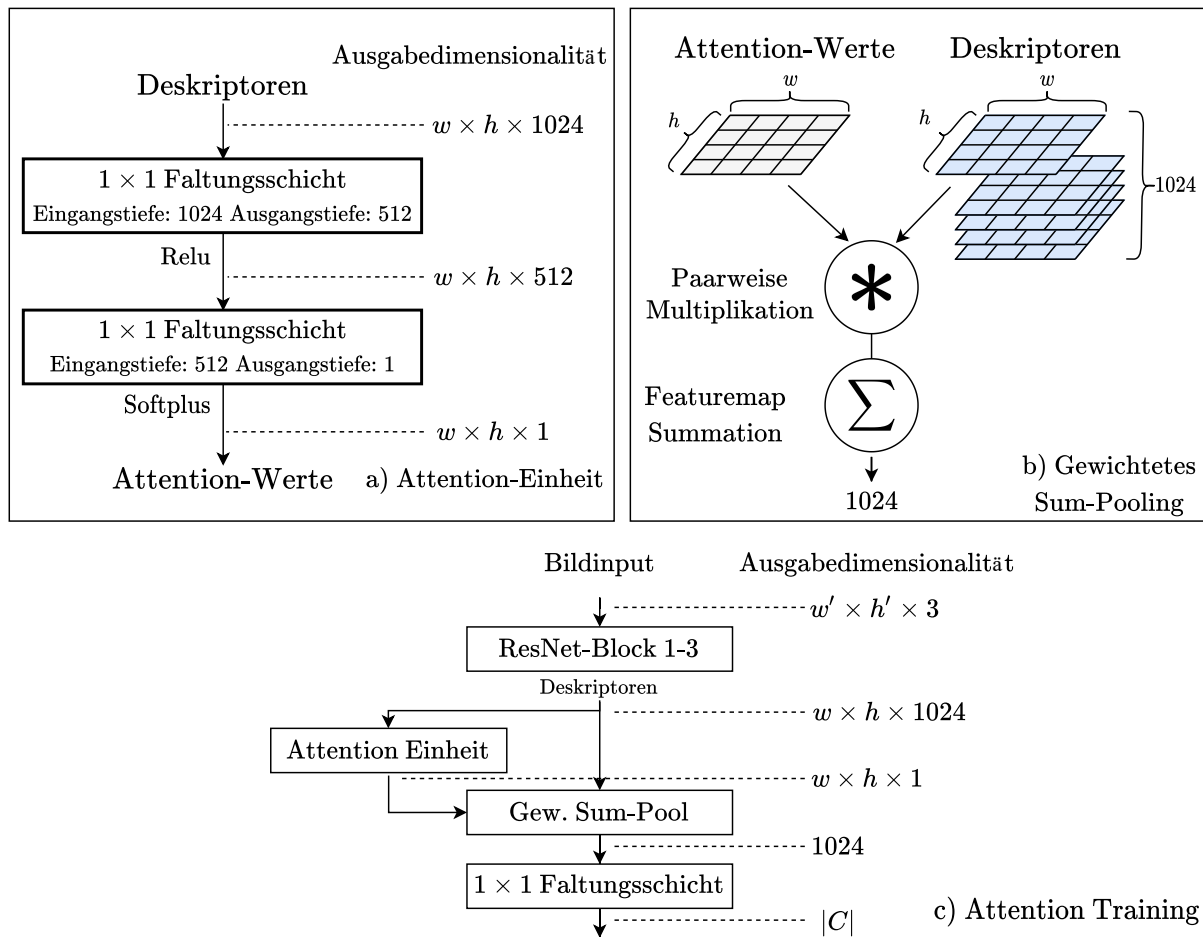 Ausgabedimensionalität
Deskriptoren
w × h × 1024
1 × 1 Faltungsschicht
Eingangstiefe: 1024 Ausgangstiefe: 512
Relu
w × h × 512
1 × 1 Faltungsschicht
Eingangstiefe: 512 Ausgangstiefe: 1
Softplus
w × h × 1
Attention-Werte
a) Attention-Einheit
Attention-Werte
Deskriptoren
w
w
h
h
1024
*
Paarweise
Multiplikation
Σ
Featuremap
Summation
1024
b) Gewichtetes
Sum-Pooling
Bildinput
Ausgabedimensionalität
w′ × h′ × 3
ResNet-Block 1-3
Deskriptoren
w × h × 1024
Attention Einheit
w × h × 1
Gew. Sum-Pool
1024
1 × 1 Faltungsschicht
|C|
c) Attention Training